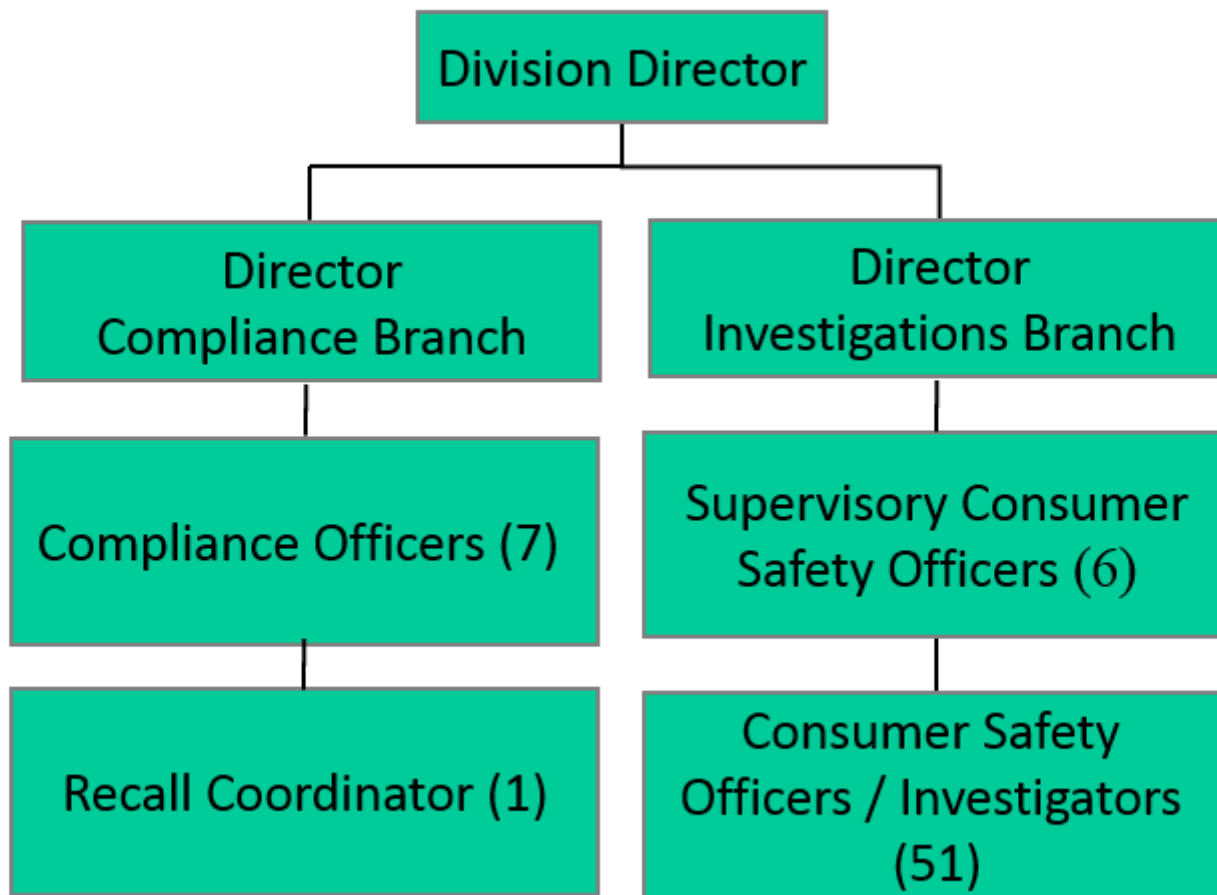 Division Director
Director
Compliance Branch
Director
Investigations Branch
Compliance Officers (7)
Supervisory Consumer
Safety Officers (6)
Recall Coordinator (1)
Consumer Safety
Officers / Investigators
(51)